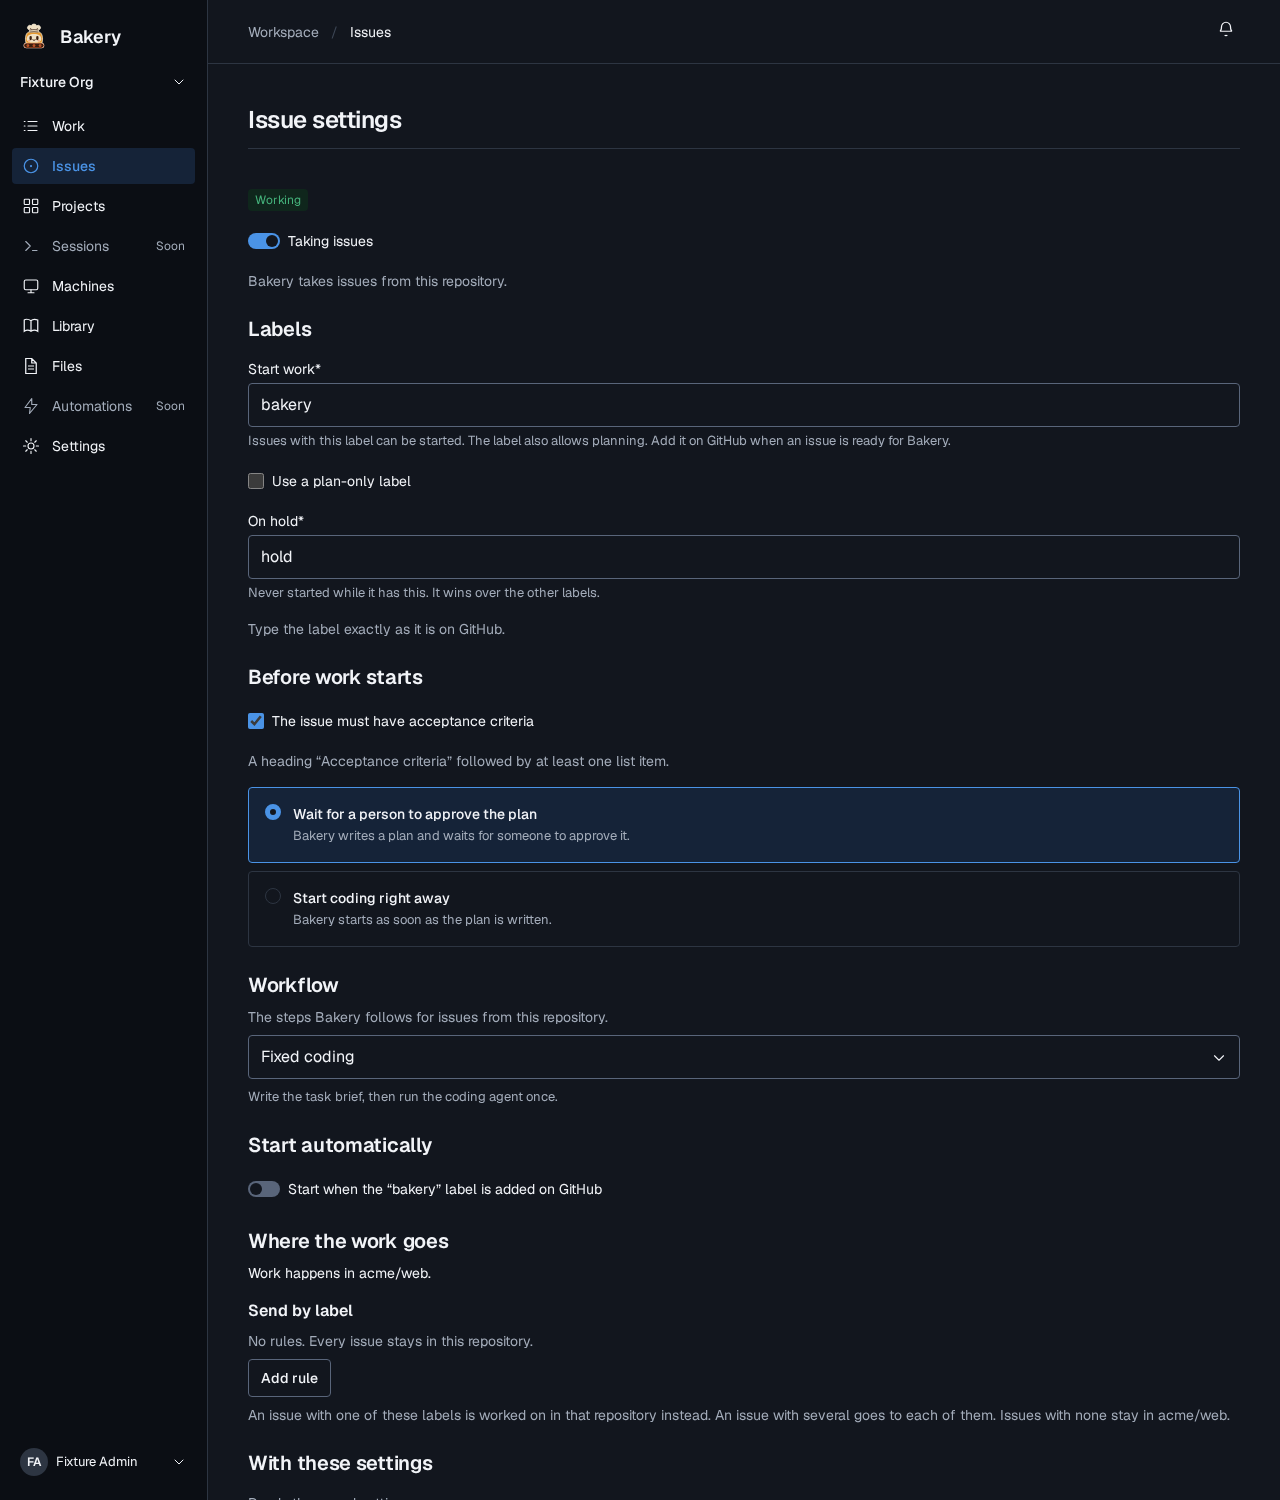 Bakery
Fixture Org
Work
Issues
Projects
Sessions Soon
Machines
Library
Files
Automations Soon
Settings
FA Fixture Admin
Workspace / Issues
Issue settings
Working
Taking issues
Bakery takes issues from this repository.
Labels
Start work*
bakery
Issues with this label can be started. The label also allows planning. Add it on GitHub when an issue is ready for Bakery.
Use a plan-only label
On hold*
hold
Never started while it has this. It wins over the other labels.
Type the label exactly as it is on GitHub.
Before work starts
The issue must have acceptance criteria
A heading “Acceptance criteria” followed by at least one list item.
Wait for a person to approve the plan
Bakery writes a plan and waits for someone to approve it.
Start coding right away
Bakery starts as soon as the plan is written.
Workflow
The steps Bakery follows for issues from this repository.
Fixed coding
Write the task brief, then run the coding agent once.
Start automatically
Start when the “bakery” label is added on GitHub
Where the work goes
Work happens in acme/web.
Send by label
No rules. Every issue stays in this repository.
Add rule
An issue with one of these labels is worked on in that repository instead. An issue with several goes to each of them. Issues with none stay in acme/web.
With these settings